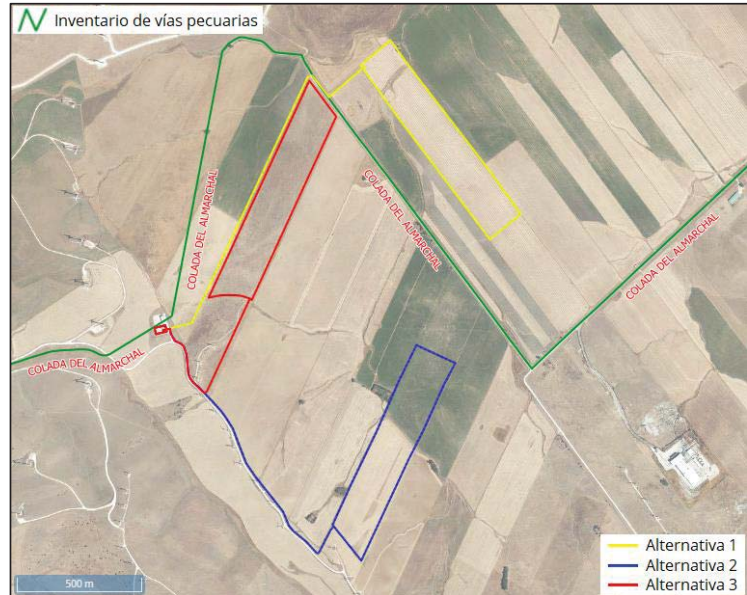 Inventario de vías pecuarias
COLADA DEL ALMARCHAL
COLADA DEL ALMARCHAL
COLADA DEL ALMARCHAL
COLADA DEL ALMARCHAL
500 m
Alternativa 1
Alternativa 2
Alternativa 3